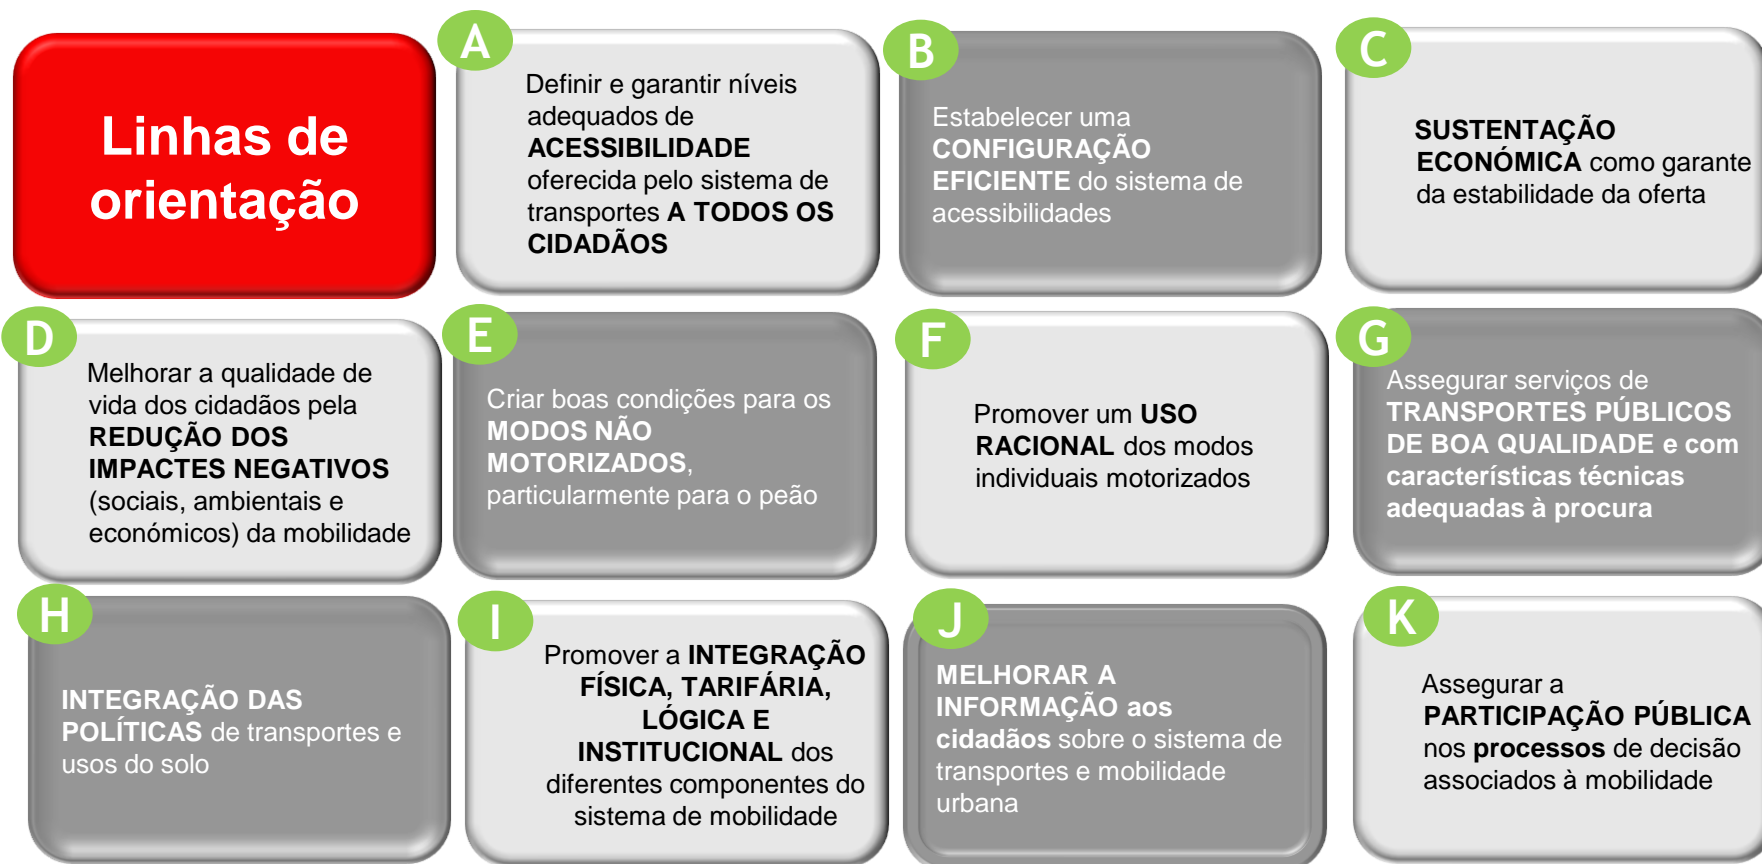 Linhas de
orientação
A
Definir e garantir níveis
adequados de
ACESSIBILIDADE
oferecida pelo sistema de
transportes A TODOS OS
CIDADÃOS
B
Estabelecer uma
CONFIGURAÇÃO
EFICIENTE do sistema de
acessibilidades
C
SUSTENTAÇÃO
ECONÓMICA como garante
da estabilidade da oferta
D
Melhorar a qualidade de
vida dos cidadãos pela
REDUÇÃO DOS
IMPACTES NEGATIVOS
(sociais, ambientais e
económicos) da mobilidade
E
Criar boas condições para os
MODOS NÃO
MOTORIZADOS,
particularmente para o peão
F
Promover um USO
RACIONAL dos modos
individuais motorizados
G
Assegurar serviços de
TRANSPORTES PÚBLICOS
DE BOA QUALIDADE e com
características técnicas
adequadas à procura
H
INTEGRAÇÃO DAS
POLÍTICAS de transportes e
usos do solo
I
Promover a INTEGRAÇÃO
FÍSICA, TARIFÁRIA,
LÓGICA E
INSTITUCIONAL dos
diferentes componentes do
sistema de mobilidade
J
MELHORAR A
INFORMAÇÃO aos
cidadãos sobre o sistema de
transportes e mobilidade
urbana
K
Assegurar a
PARTICIPAÇÃO PÚBLICA
nos processos de decisão
associados à mobilidade